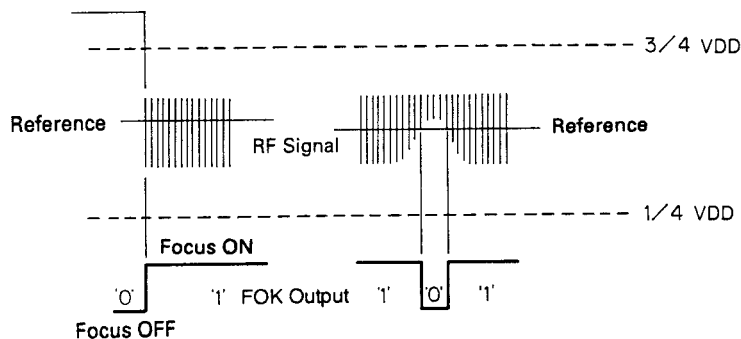 3/4 VDD
Reference
RF Signal
Reference
1/4 VDD
Focus ON
'0' '1' FOK Output '1' '0' '1'
Focus OFF